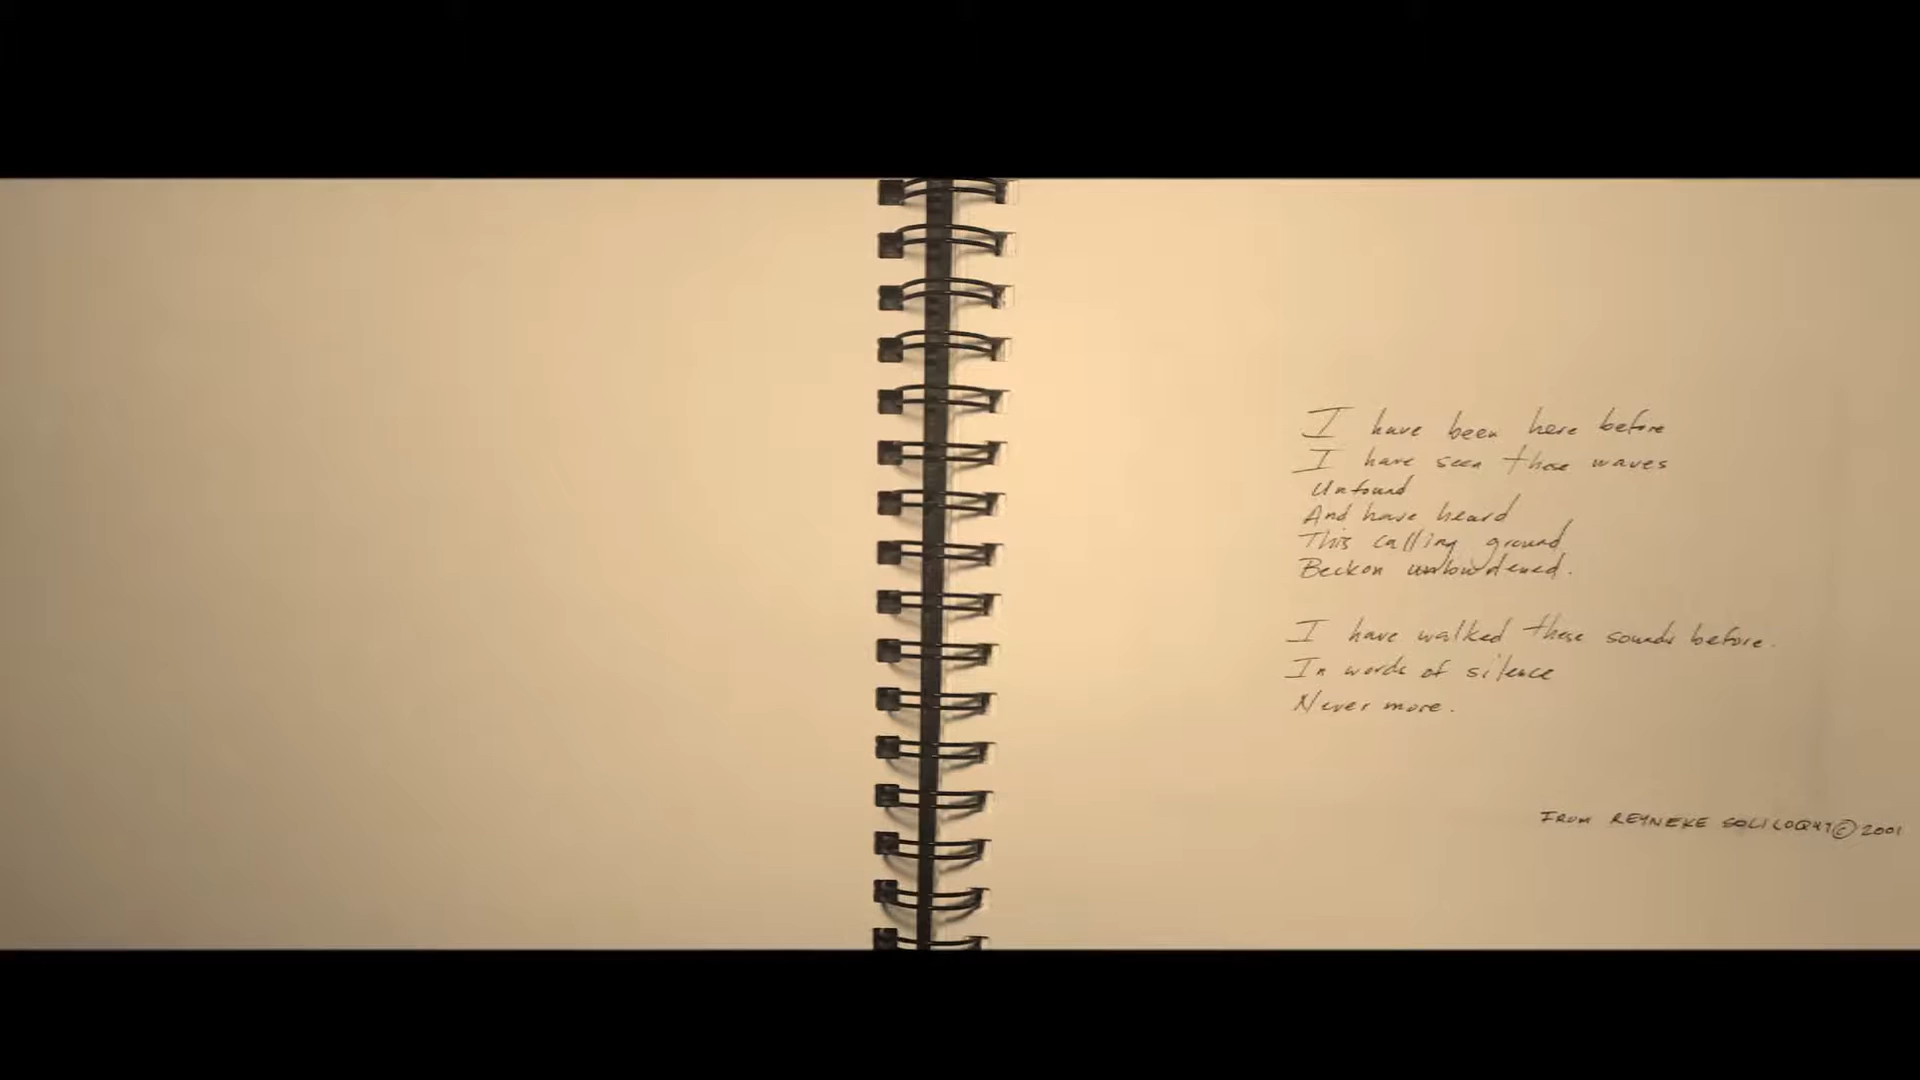 I have been here before
I have seen these waves
Unfound
And have heard
This calling ground
Beckon unburdened.
I have walked these sounds before.
In words of silence
Never more.
FROM REYNEKE SOLILOQUY © 2001